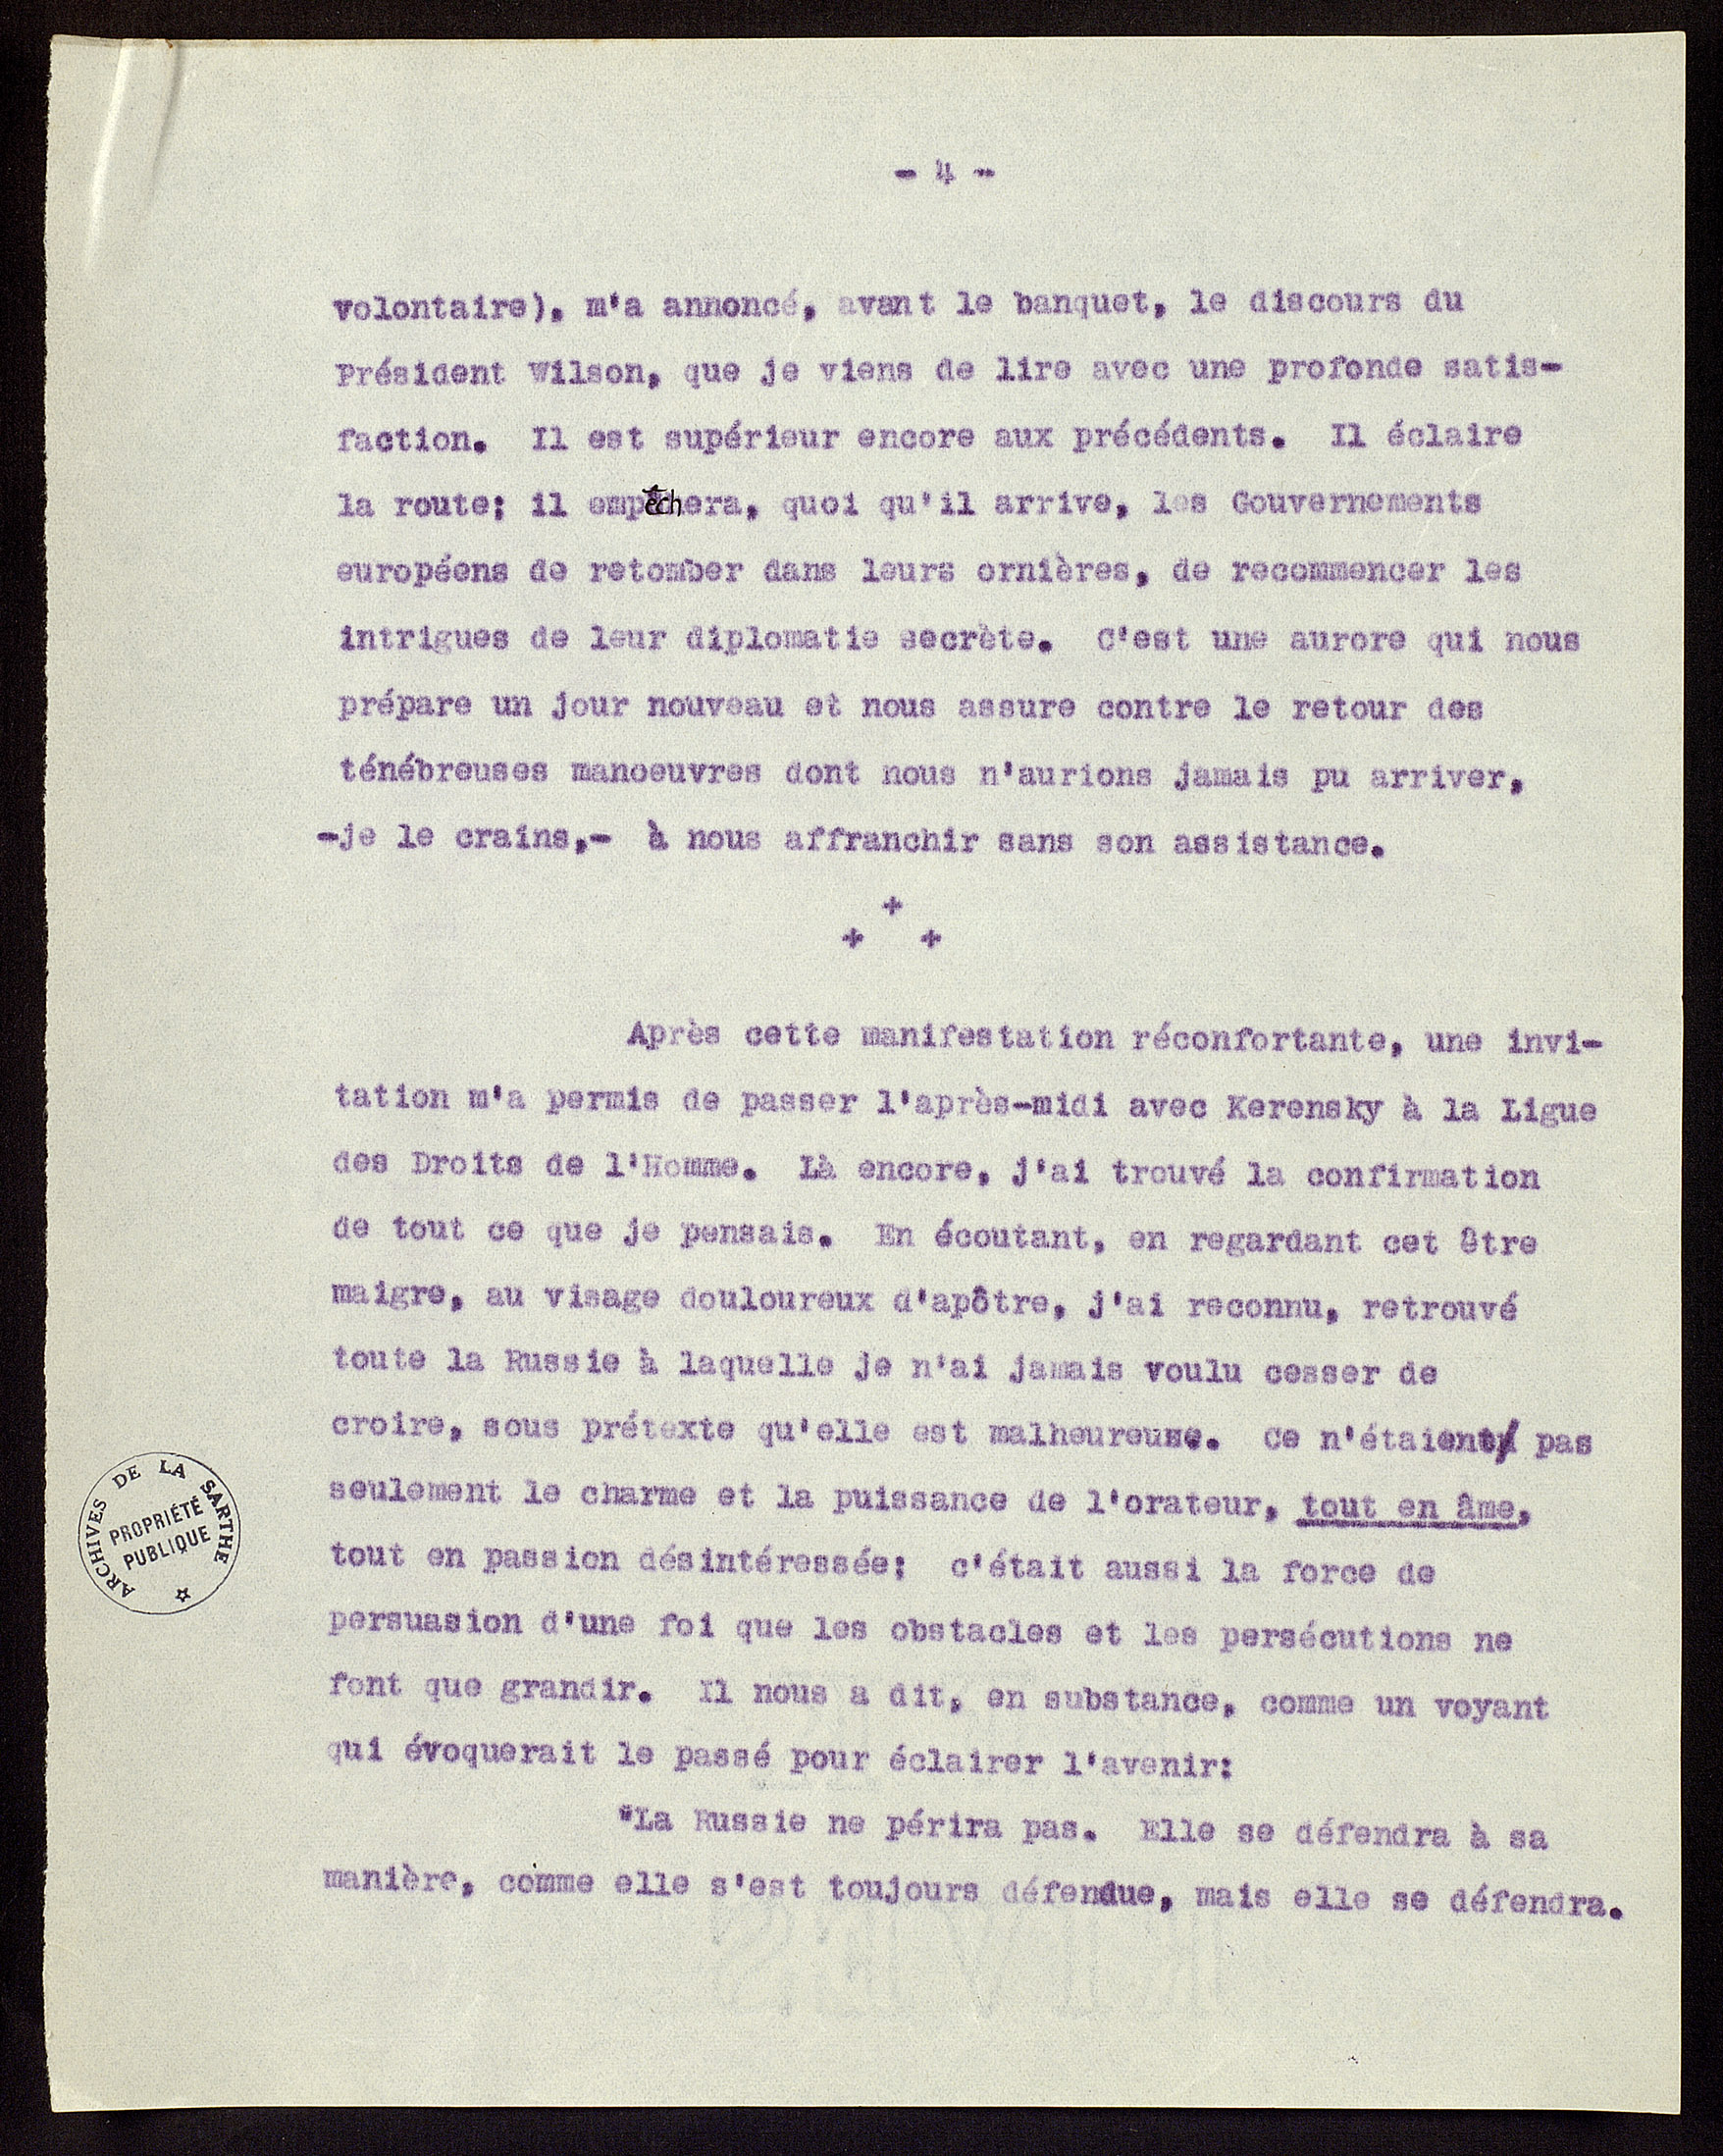 - 4 -
volontaire), m'a annoncé, avant le banquet, le discours du
Président Wilson, que je viens de lire avec une profonde satis-
faction. Il est supérieur encore aux précédents. Il éclaire
la route; il empêchera, quoi qu'il arrive, les Gouvernements
européens de retomber dans leurs ornières, de recommencer les
intrigues de leur diplomatie secrète. C'est une aurore qui nous
prépare un jour nouveau et nous assure contre le retour des
ténébreuses manoeuvres dont nous n'aurions jamais pu arriver,
-je le crains,- à nous affranchir sans son assistance.
+
+ +
Après cette manifestation réconfortante, une invi-
tation m'a permis de passer l'après-midi avec Kerensky à la Ligue
des Droits de l'Homme. Là encore, j'ai trouvé la confirmation
de tout ce que je pensais. En écoutant, en regardant cet être
maigre, au visage douloureux d'apôtre, j'ai reconnu, retrouvé
toute la Russie à laquelle je n'ai jamais voulu cesser de
croire, sous prétexte qu'elle est malheureuse. Ce n'étaient pas
seulement le charme et la puissance de l'orateur, tout en âme,
tout en passion désintéressée; c'était aussi la force de
persuasion d'une foi que les obstacles et les persécutions ne
font que grandir. Il nous a dit, en substance, comme un voyant
qui évoquerait le passé pour éclairer l'avenir:
"La Russie ne périra pas. Elle se défendra à sa
manière, comme elle s'est toujours défendue, mais elle se défendra.
ARCHIVES DE LA SARTHE
PROPRIÉTÉ
PUBLIQUE